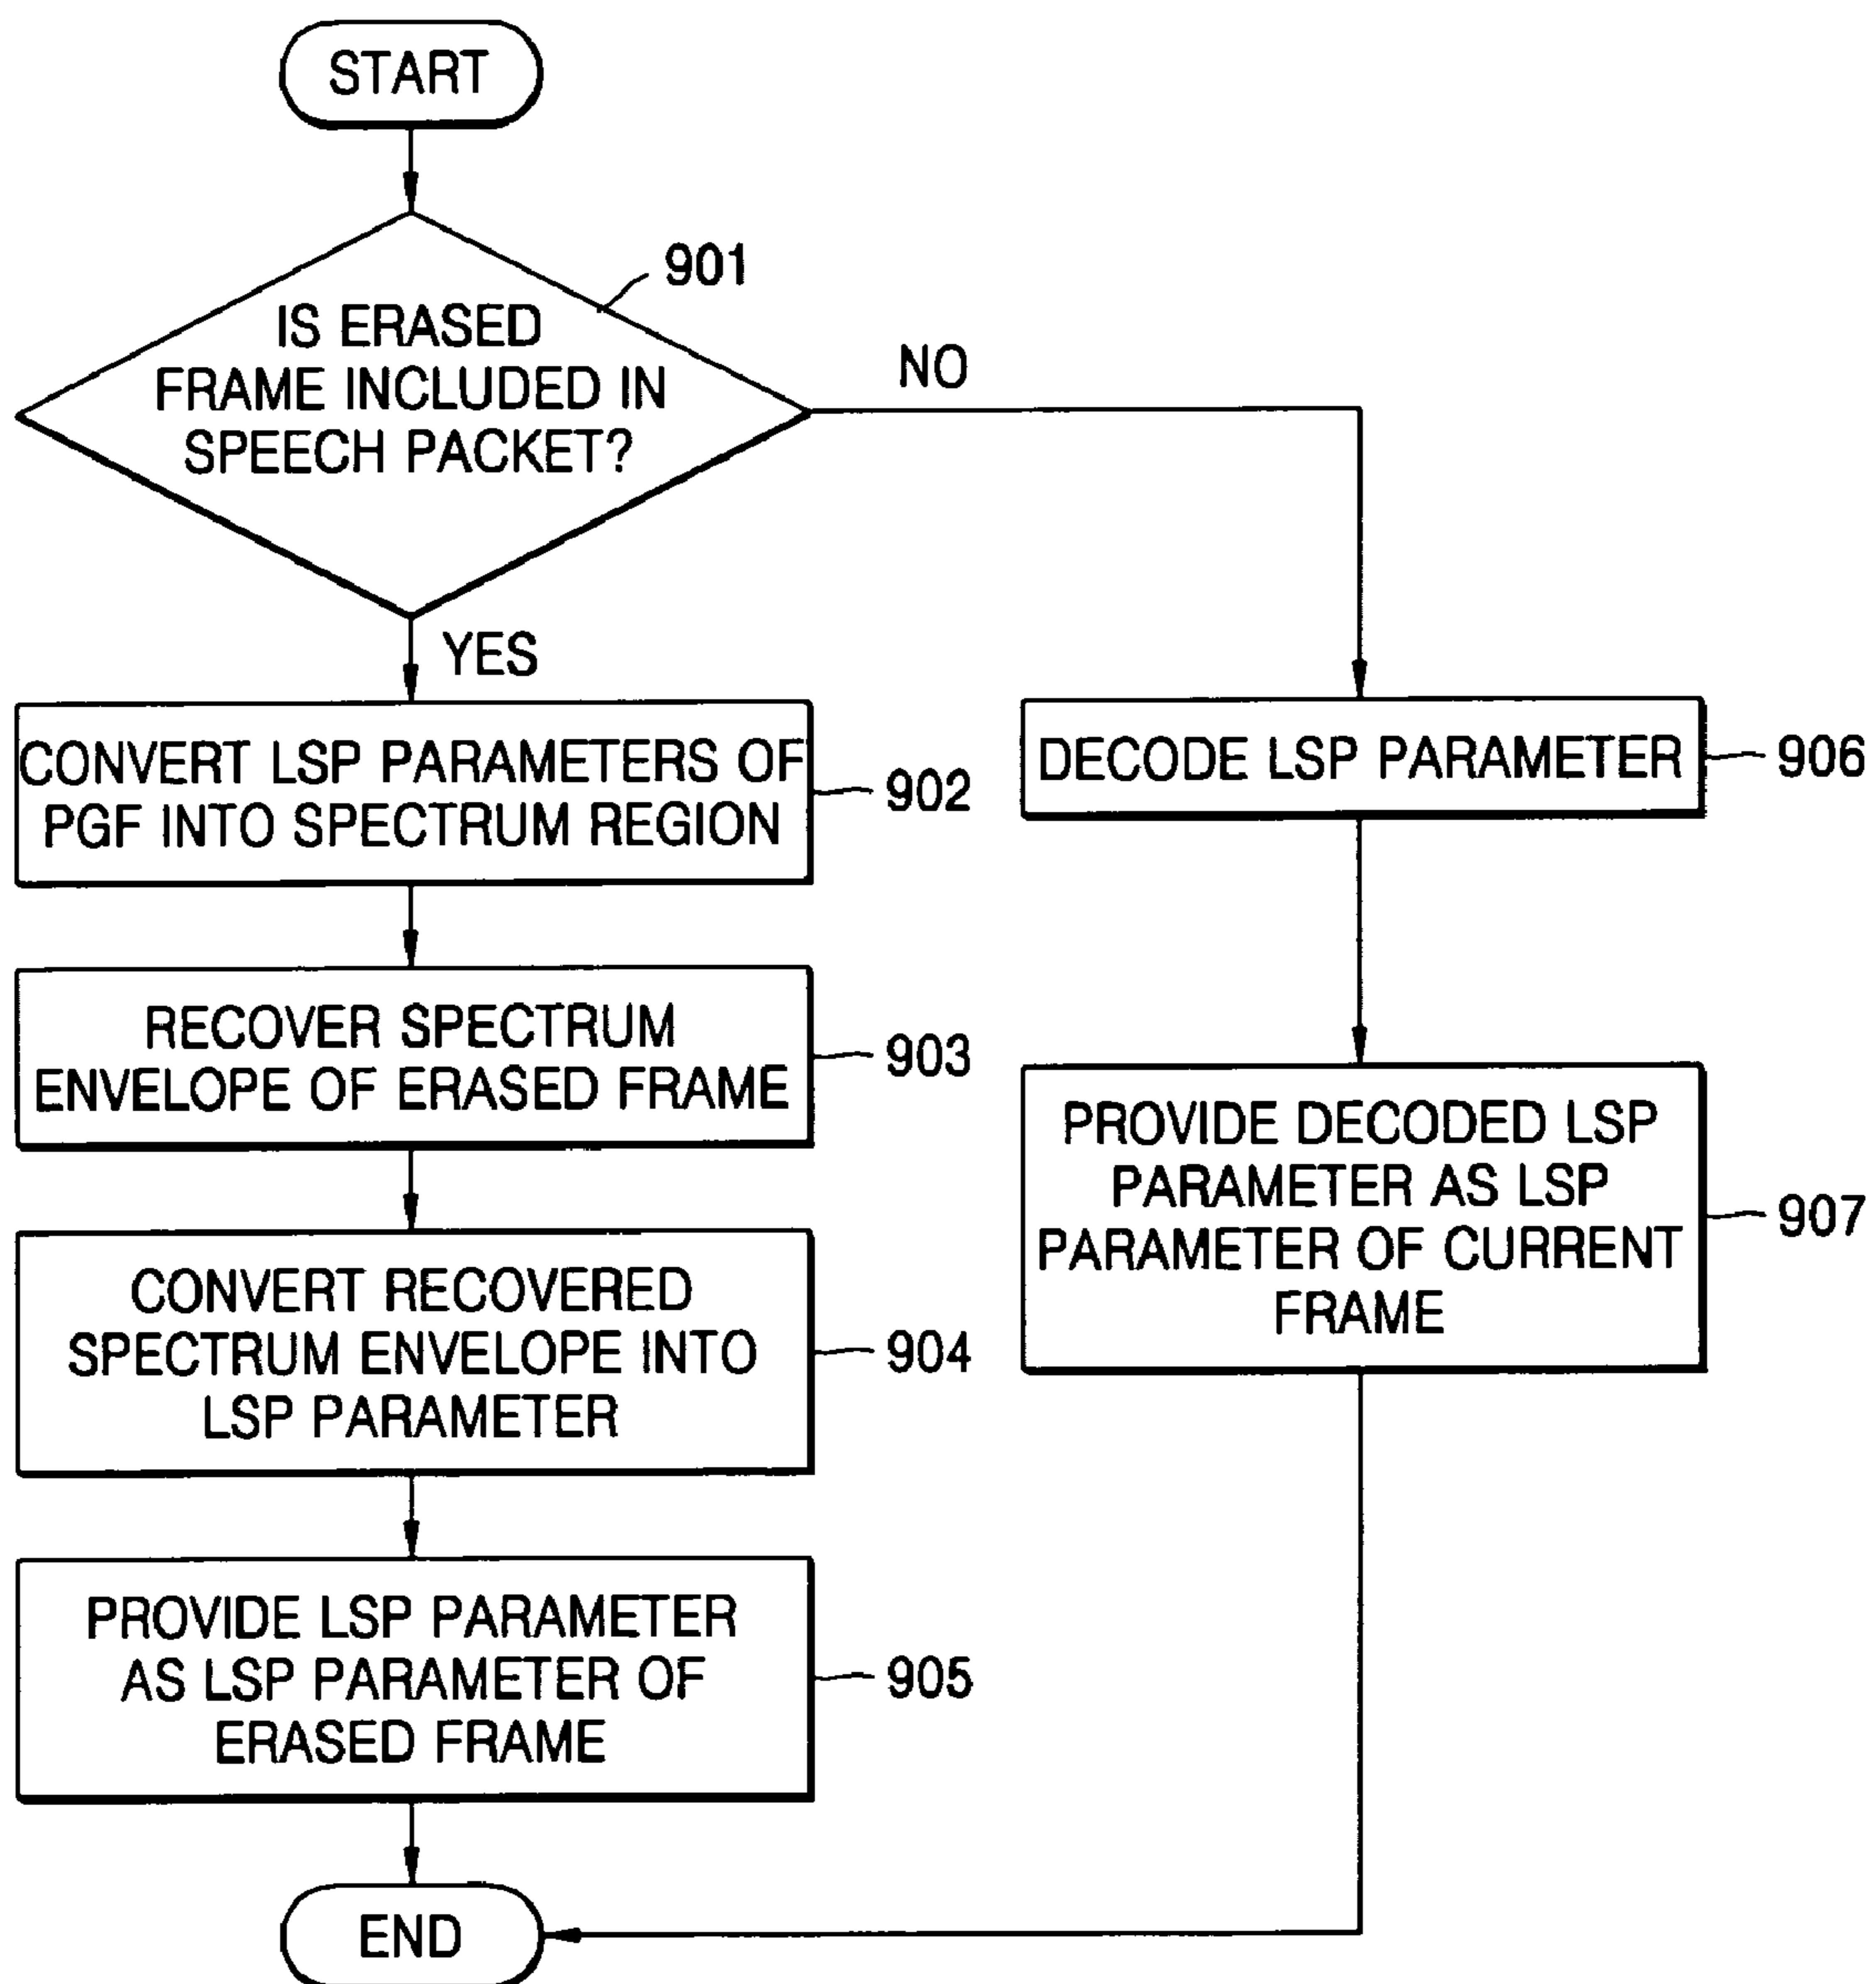 START
901
IS ERASED
FRAME INCLUDED IN
SPEECH PACKET?
NO
YES
CONVERT LSP PARAMETERS OF
PGF INTO SPECTRUM REGION
902
RECOVER SPECTRUM
ENVELOPE OF ERASED FRAME
903
CONVERT RECOVERED
SPECTRUM ENVELOPE INTO
LSP PARAMETER
904
PROVIDE LSP PARAMETER
AS LSP PARAMETER OF
ERASED FRAME
905
DECODE LSP PARAMETER
906
PROVIDE DECODED LSP
PARAMETER AS LSP
PARAMETER OF CURRENT
FRAME
907
END